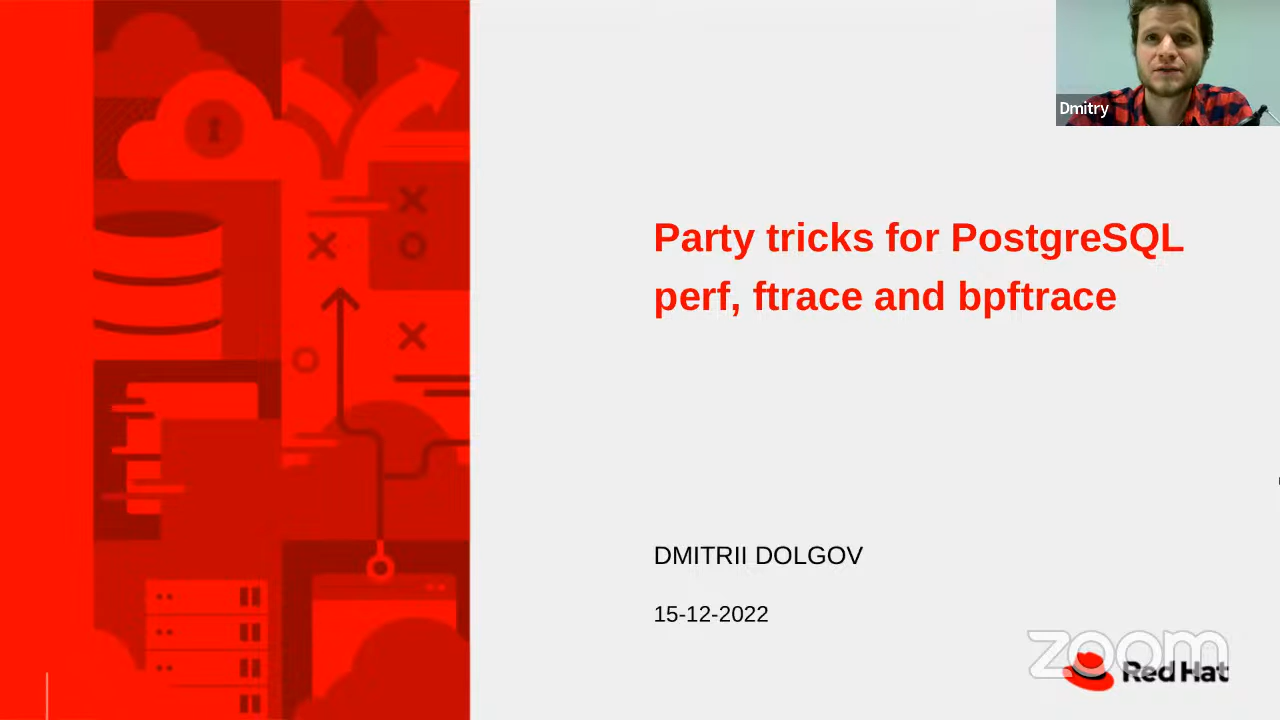 Dmitry
Party tricks for PostgreSQL
perf, ftrace and bpftrace
DMITRII DOLGOV
15-12-2022
zoom
Red Hat